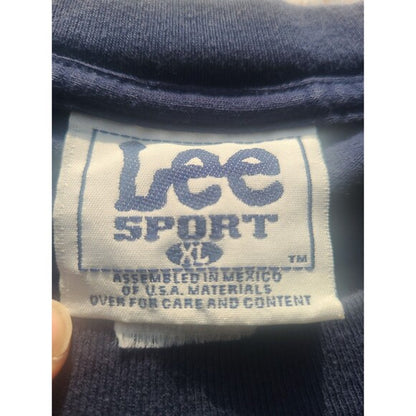 Lee
SPORT
XL
TM
ASSEMBLED IN MEXICO
OF U.S.A. MATERIALS
OVER FOR CARE AND CONTENT